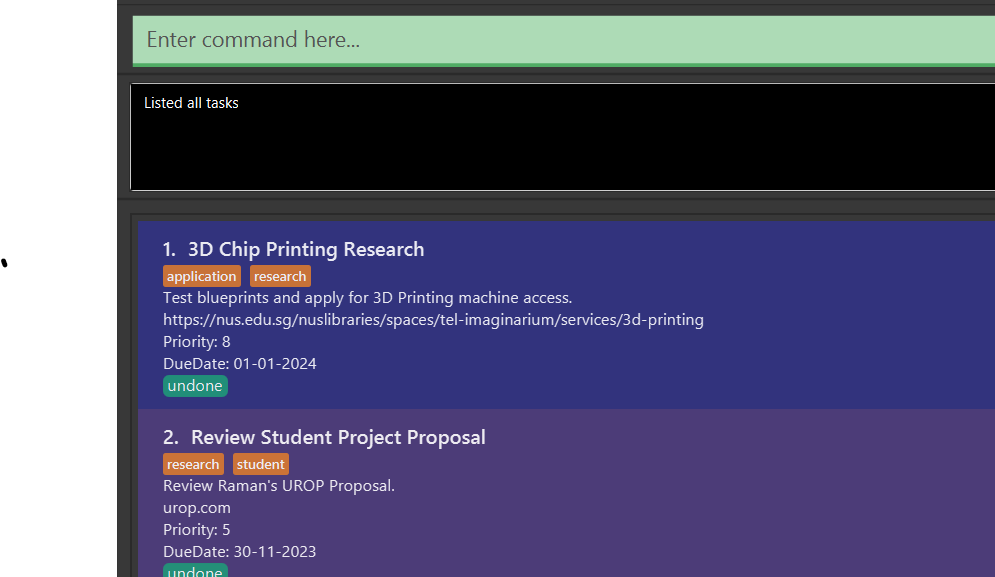 Enter command here...
Listed all tasks
1. 3D Chip Printing Research
application research
Test blueprints and apply for 3D Printing machine access.
https://nus.edu.sg/nuslibraries/spaces/tel-imaginarium/services/3d-printing
Priority: 8
DueDate: 01-01-2024
undone
2. Review Student Project Proposal
research student
Review Raman's UROP Proposal.
urop.com
Priority: 5
DueDate: 30-11-2023
undone